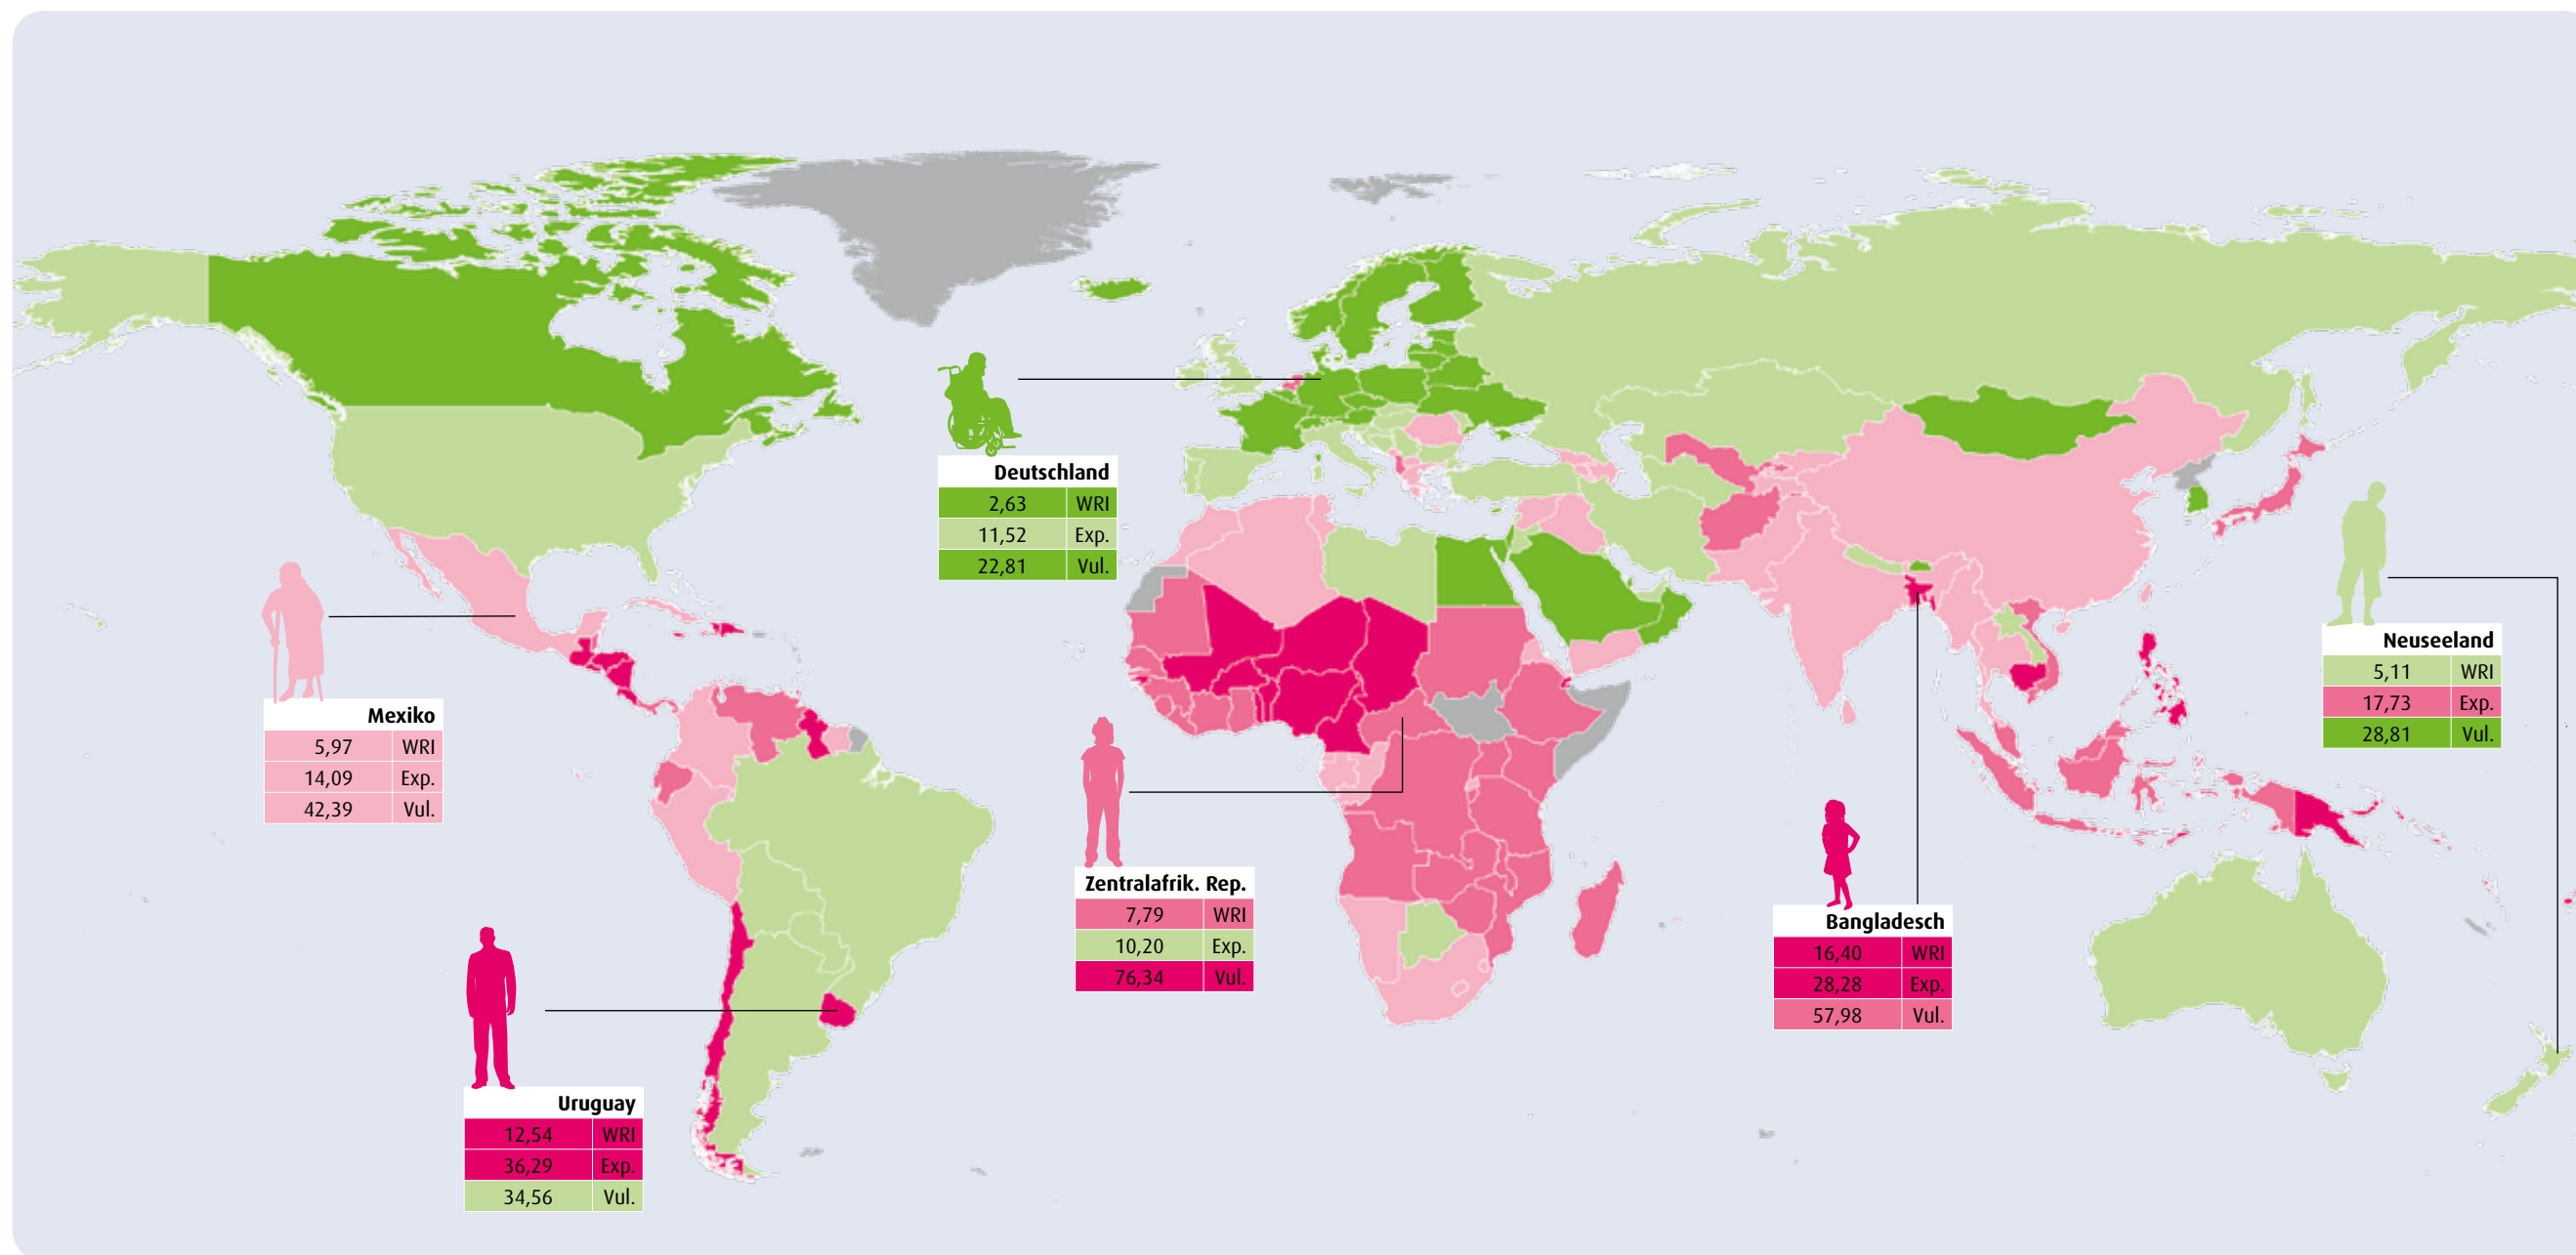 Deutschland
2,63 WRI
11,52 Exp.
22,81 Vul.
Neuseeland
5,11 WRI
17,73 Exp.
28,81 Vul.
Mexiko
5,97 WRI
14,09 Exp.
42,39 Vul.
Zentralafrik. Rep.
7,79 WRI
10,20 Exp.
76,34 Vul.
Bangladesch
16,40 WRI
28,28 Exp.
57,98 Vul.
Uruguay
12,54 WRI
36,29 Exp.
34,56 Vul.